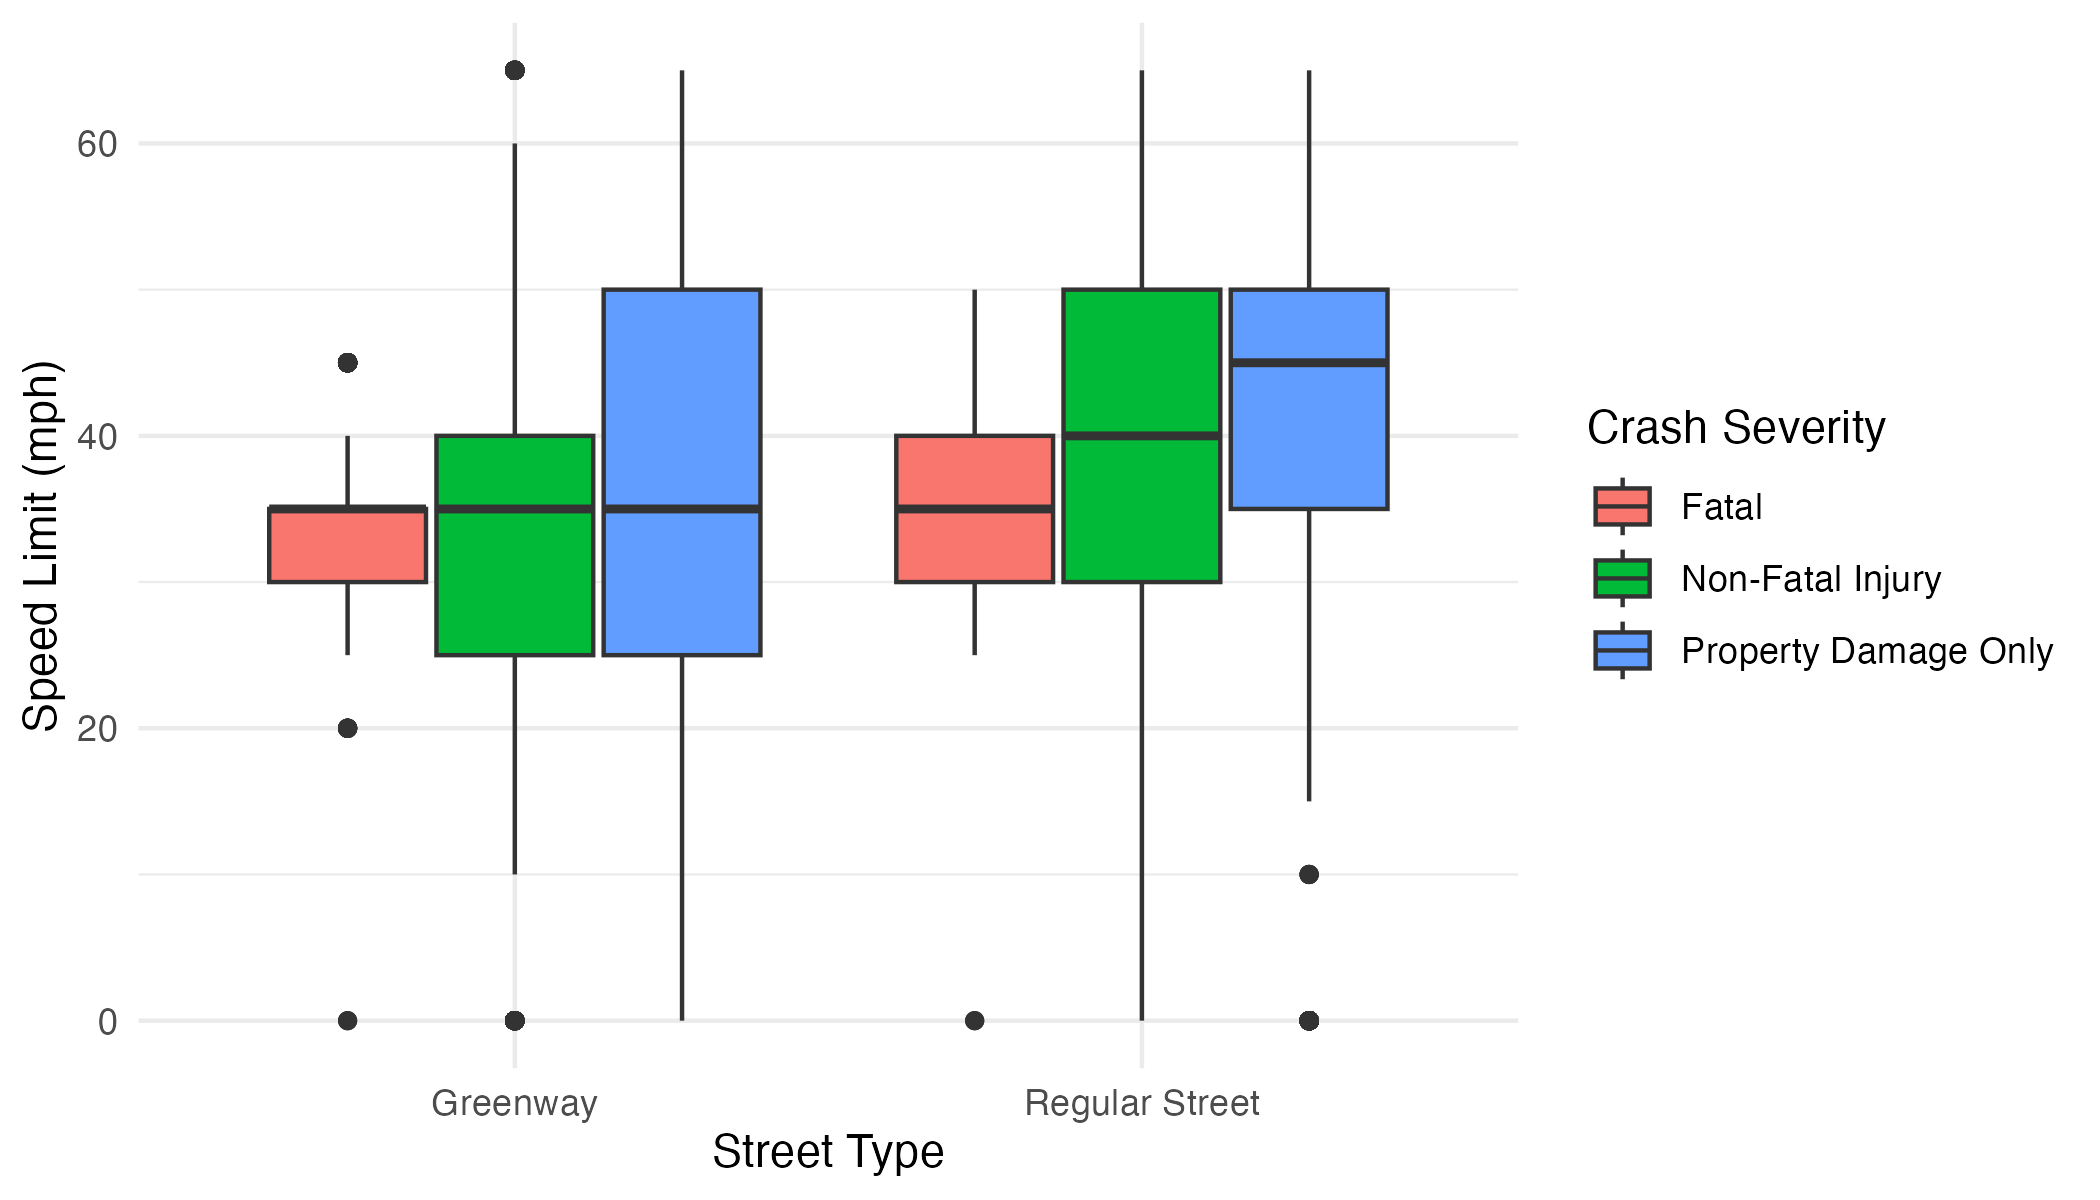 60
40
20
0
Speed Limit (mph)
Greenway
Regular Street
Street Type
Crash Severity
Fatal
Non-Fatal Injury
Property Damage Only